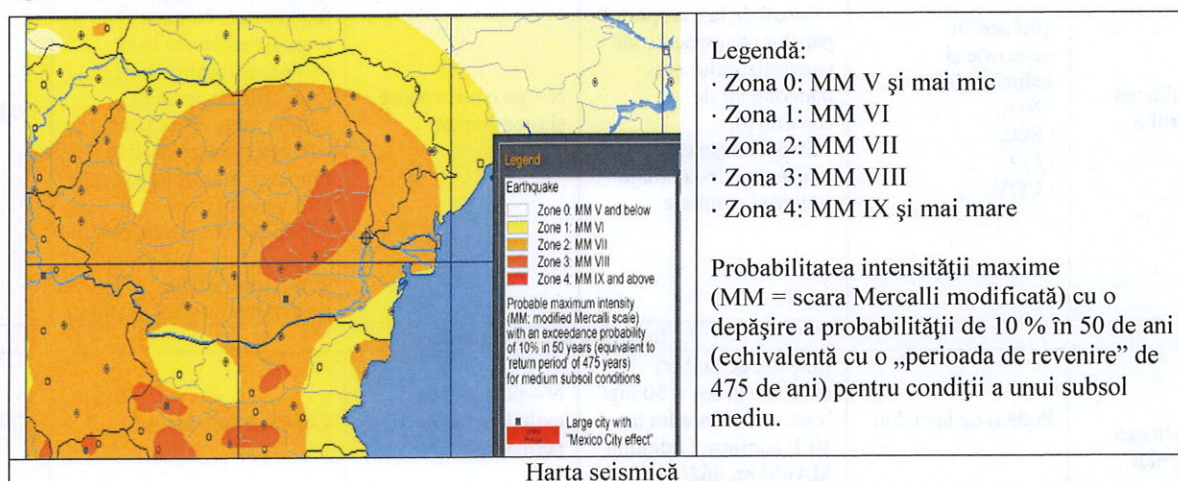 Legend
Earthquake
Zone 0: MM V and below
Zone 1: MM VI
Zone 2: MM VII
Zone 3: MM VIII
Zone 4: MM IX and above
Probable maximum intensity
(MM: modified Mercalli scale)
with an exceedance probability
of 10% in 50 years (equivalent to
'return period' of 475 years)
for medium subsoil conditions
Large city with
"Mexico City effect"
Legendă:
· Zona 0: MM V şi mai mic
· Zona 1: MM VI
· Zona 2: MM VII
· Zona 3: MM VIII
· Zona 4: MM IX şi mai mare
Probabilitatea intensităţii maxime
(MM = scara Mercalli modificată) cu o
depăşire a probabilităţii de 10 % în 50 de ani
(echivalentă cu o „perioada de revenire” de
475 de ani) pentru condiţii a unui subsol
mediu.
Harta seismică